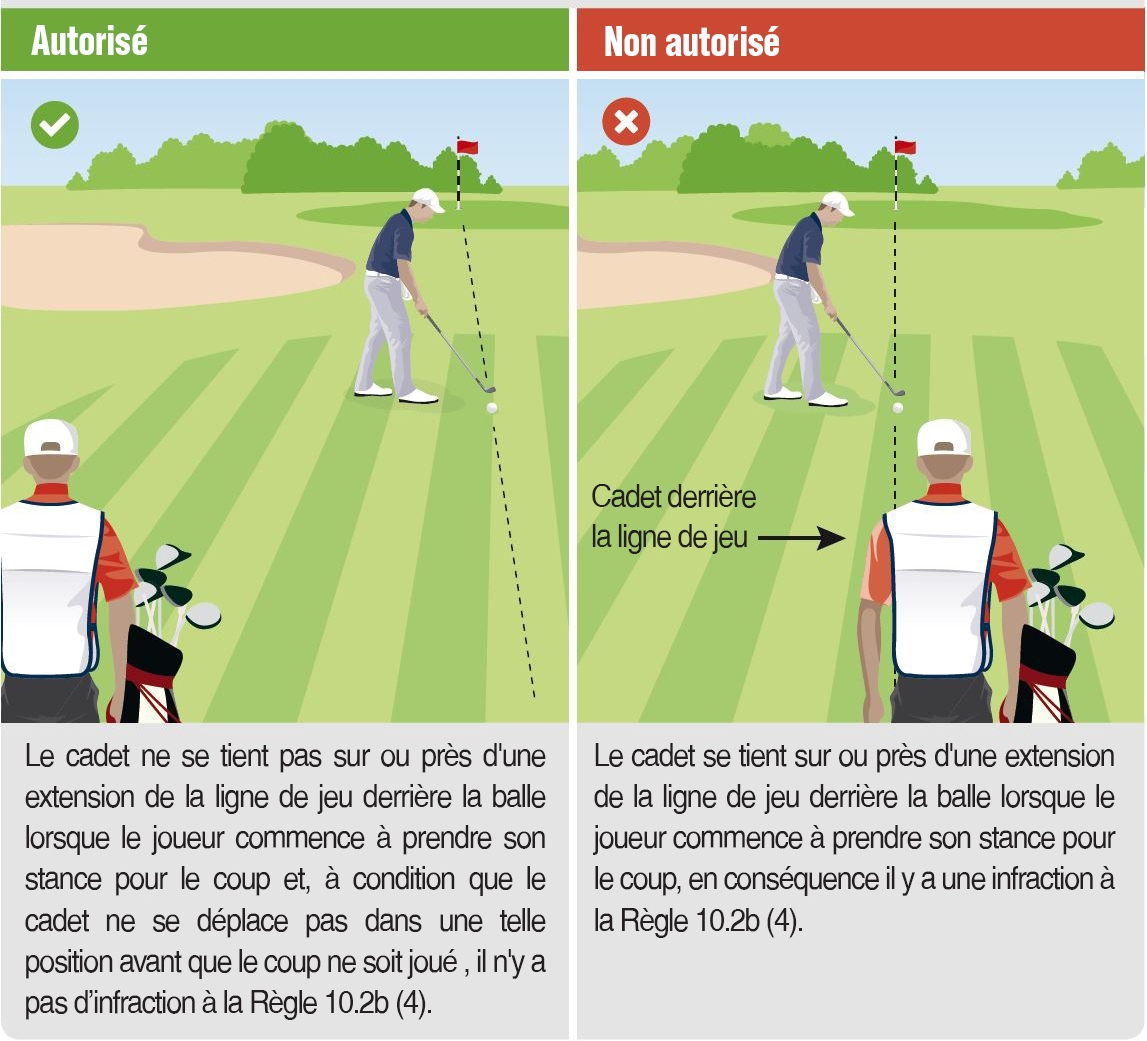 Autorisé
Non autorisé
Cadet derrière
la ligne de jeu
Le cadet ne se tient pas sur ou près d'une
extension de la ligne de jeu derrière la balle
lorsque le joueur commence à prendre son
stance pour le coup et, à condition que le
cadet ne se déplace pas dans une telle
position avant que le coup ne soit joué , il n'y a
pas d’infraction à la Règle 10.2b (4).
Le cadet se tient sur ou près d'une extension
de la ligne de jeu derrière la balle lorsque le
joueur commence à prendre son stance pour
le coup, en conséquence il y a une infraction à
la Règle 10.2b (4).